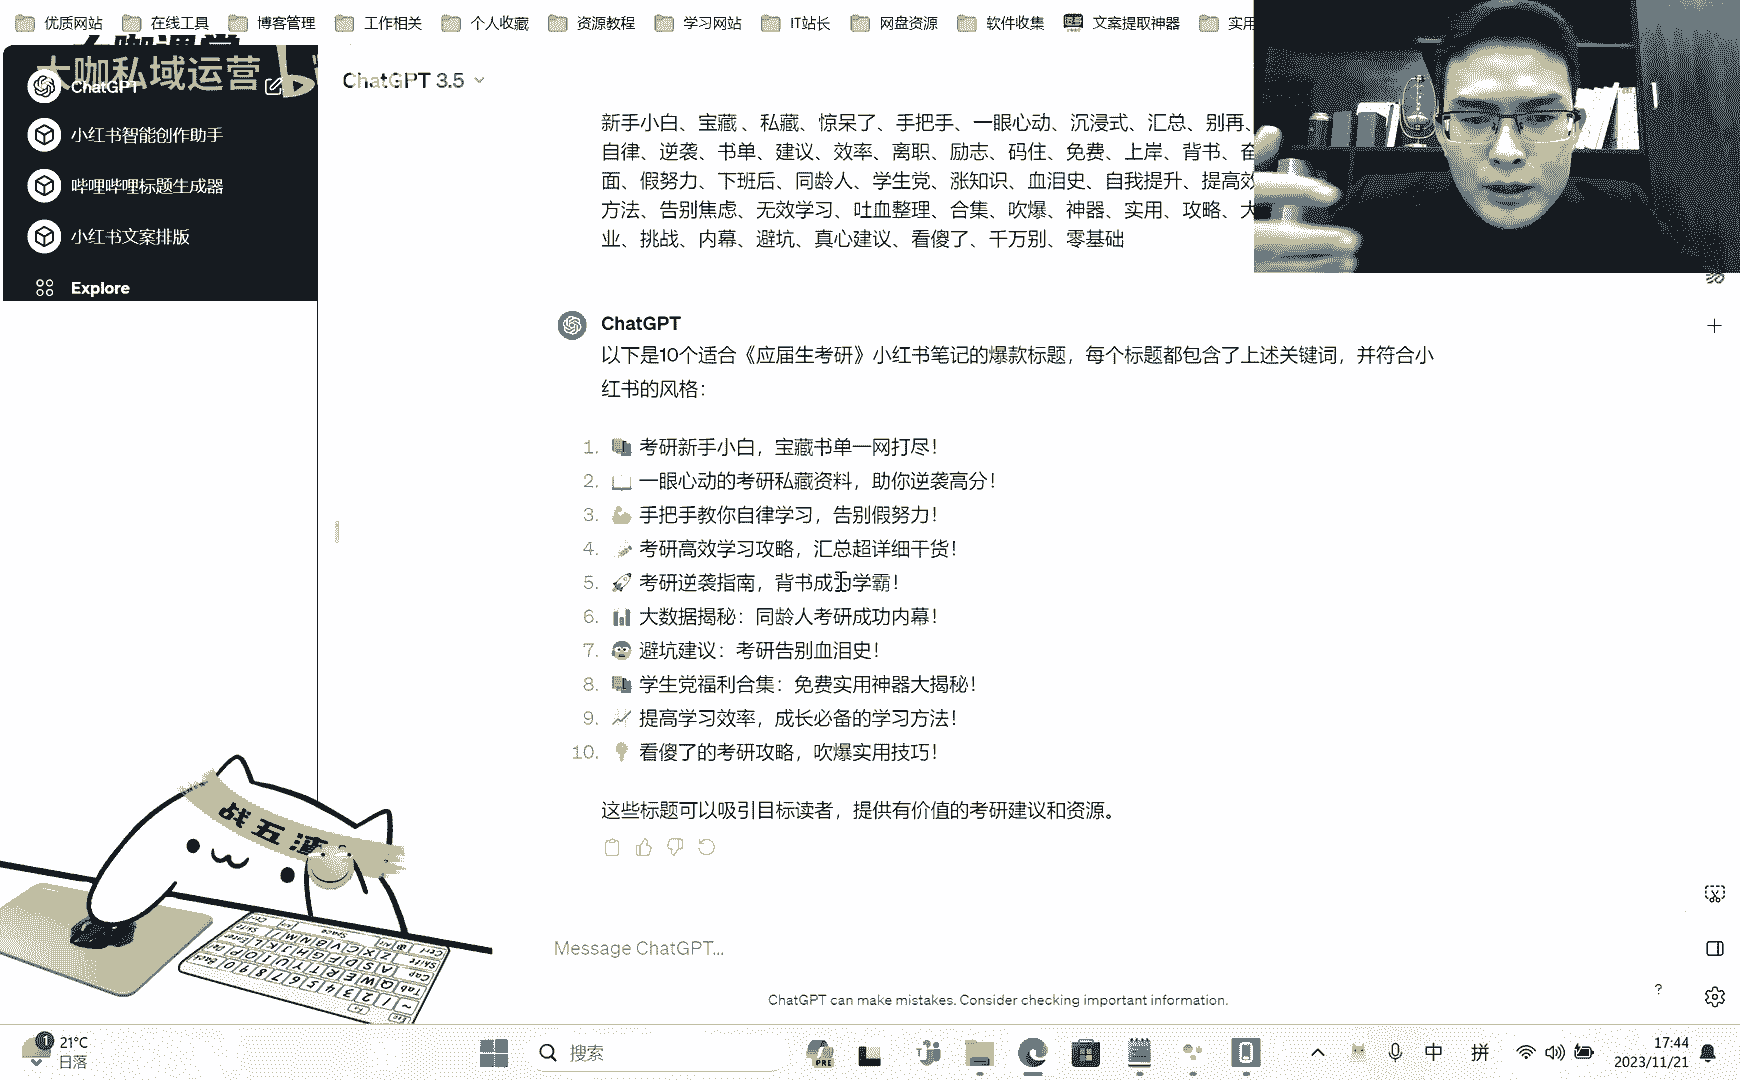 优质网站 在线工具 博客管理 工作相关 个人收藏 资源教程 学习网站 IT站长 网盘资源 软件收集 文案提取神器 实用
大咖私域运营
ChatGPT
小红书智能创作助手
哔哩哔哩标题生成器
小红书文案排版
Explore
ChatGPT 3.5
新手小白、宝藏、私藏、惊呆了、手把手、一眼心动、沉浸式、汇总、别再、
自律、逆袭、书单、建议、效率、离职、励志、码住、免费、上岸、背书、奋
面、假努力、下班后、同龄人、学生党、涨知识、血泪史、自我提升、提高效
方法、告别焦虑、无效学习、吐血整理、合集、吹爆、神器、实用、攻略、大
业、挑战、内幕、避坑、真心建议、看傻了、千万别、零基础
ChatGPT
以下是10个适合《应届生考研》小红书笔记的爆款标题，每个标题都包含了上述关键词，并符合小
红书的风格：
1. 📚 考研新手小白，宝藏书单一网打尽！
2. 📖 一眼心动的考研私藏资料，助你逆袭高分！
3. 💪 手把手教你自律学习，告别假努力！
4. 🎉 考研高效学习攻略，汇总超详细干货！
5. 🚀 考研逆袭指南，背书成为学霸！
6. 📊 大数据揭秘：同龄人考研成功内幕！
7. 😱 避坑建议：考研告别血泪史！
8. 📚 学生党福利合集：免费实用神器大揭秘！
9. 📈 提高学习效率，成长必备的学习方法！
10. 💡 看傻了的考研攻略，吹爆实用技巧！
这些标题可以吸引目标读者，提供有价值的考研建议和资源。
战五渣
Message ChatGPT...
ChatGPT can make mistakes. Consider checking important information.
?
1
21°C
日落
搜索
PRE
中
拼
17:44
2023/11/21